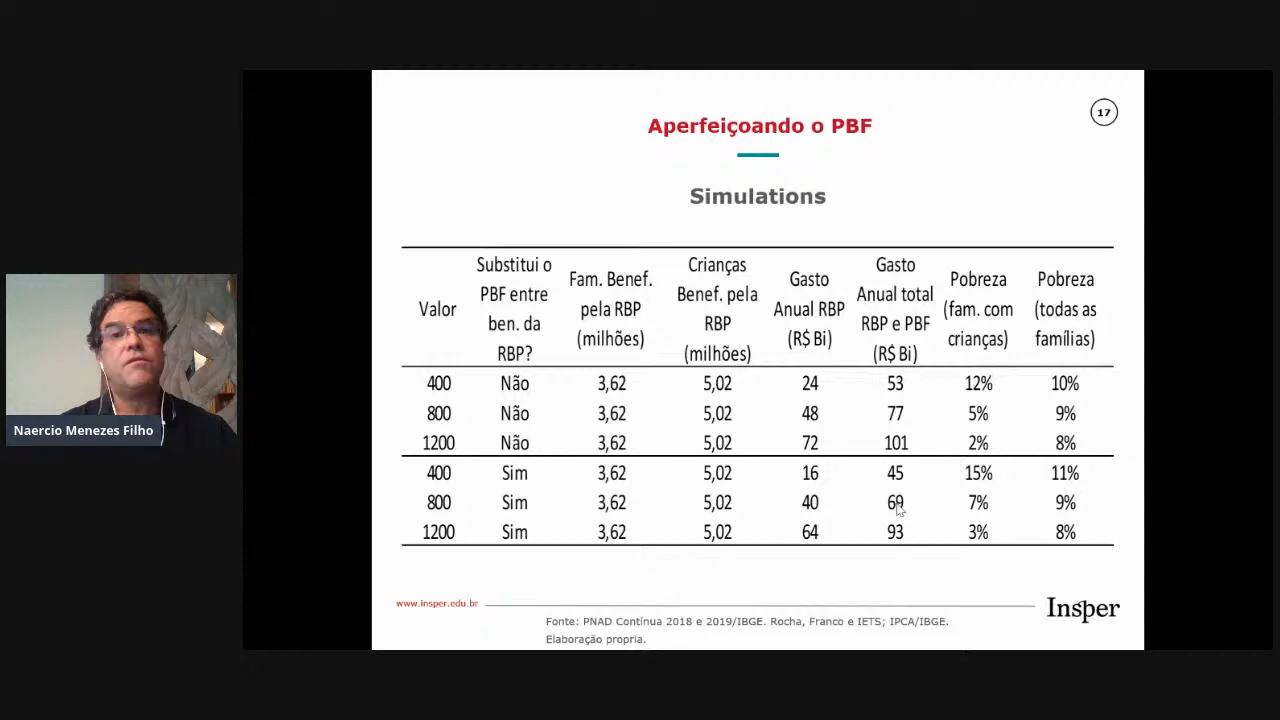 Aperfeiçoando o PBF
17
Simulations
Valor
Substitui o
PBF entre
ben. da
RBP?
Fam. Benef.
pela RBP
(milhões)
Crianças
Benef. pela
RBP
(milhões)
Gasto
Anual RBP
(R$ Bi)
Gasto
Anual total
RBP e PBF
(R$ Bi)
Pobreza
(fam. com
crianças)
Pobreza
(todas as
famílias)
400 Não 3,62 5,02 24 53 12% 10%
800 Não 3,62 5,02 48 77 5% 9%
1200 Não 3,62 5,02 72 101 2% 8%
400 Sim 3,62 5,02 16 45 15% 11%
800 Sim 3,62 5,02 40 69 7% 9%
1200 Sim 3,62 5,02 64 93 3% 8%
Naercio Menezes Filho
www.insper.edu.br
Insper
Fonte: PNAD Contínua 2018 e 2019/IBGE. Rocha, Franco e IETS; IPCA/IBGE.
Elaboração propria.